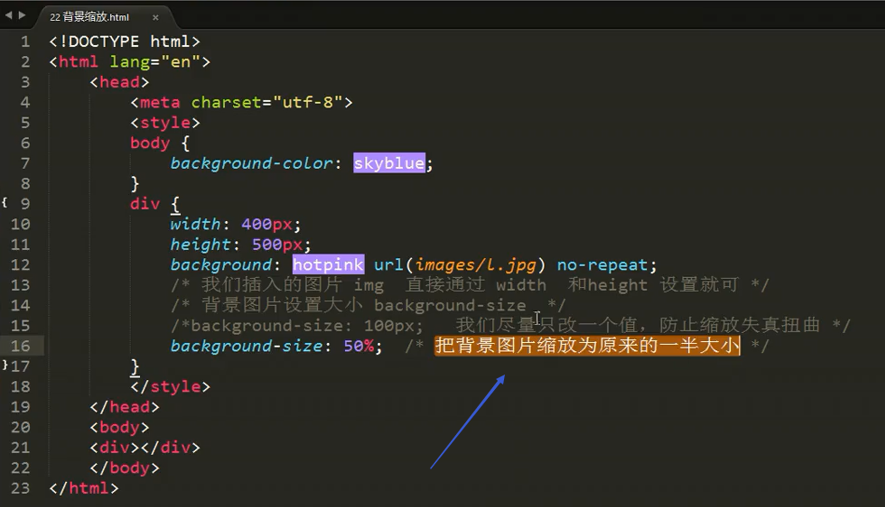 22 背景缩放.html ×
1 <!DOCTYPE html>
2 <html lang="en">
3 <head>
4 <meta charset="utf-8">
5 <style>
6 body {
7 background-color: skyblue;
8 }
9 div {
10 width: 400px;
11 height: 500px;
12 background: hotpink url(images/l.jpg) no-repeat;
13 /* 我们插入的图片 img 直接通过 width 和height 设置就可 */
14 /* 背景图片设置大小 background-size */
15 /*background-size: 100px; 我们尽量只改一个值，防止缩放失真扭曲 */
16 background-size: 50%; /* 把背景图片缩放为原来的一半大小 */
17 }
18 </style>
19 </head>
20 <body>
21 <div></div>
22 </body>
23 </html>